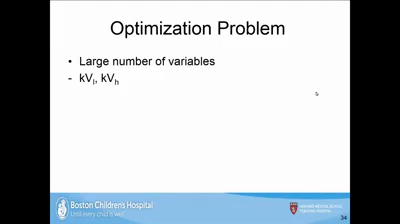 Optimization Problem
• Large number of variables
- kVl, kVh
Boston Children's Hospital
Until every child is well
HARVARD MEDICAL SCHOOL
TEACHING HOSPITAL
34